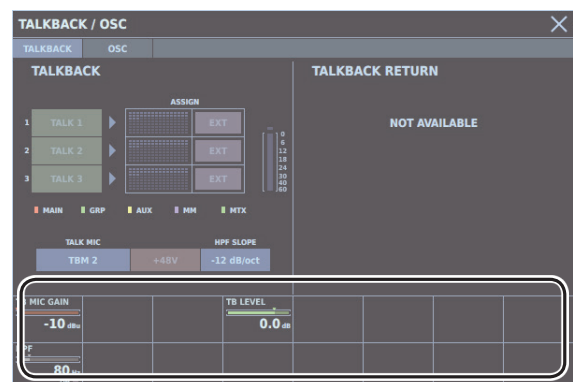 TALKBACK / OSC
TALKBACK OSC
TALKBACK
TALKBACK RETURN
ASSIGN
NOT AVAILABLE
1 TALK 1 EXT
2 TALK 2 EXT
3 TALK 3 EXT
0
6
12
18
24
30
40
60
MAIN GRP AUX MM MTX
TALK MIC HPF SLOPE
TBM 2 +48V -12 dB/oct
MIC GAIN TB LEVEL
-10 dBu 0.0 dB
80 Hz